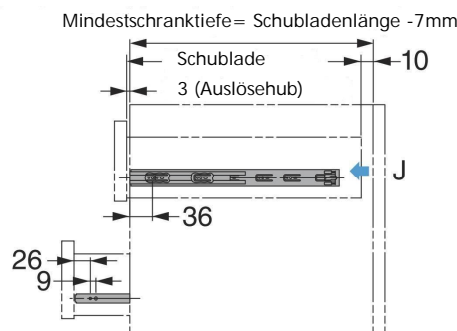 Mindestschranktiefe= Schubladenlänge -7mm
Schublade
10
3 (Auslösehub)
J
36
26
9